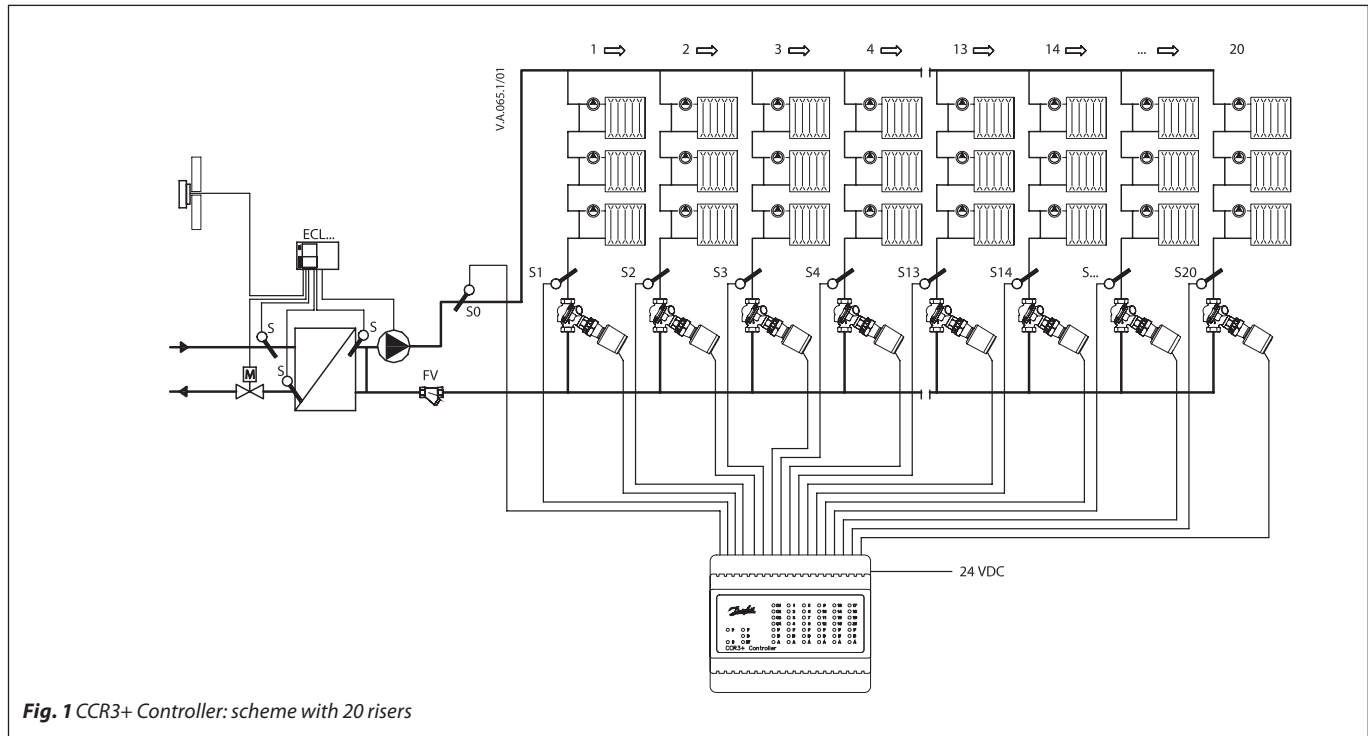 1 2 3 4 13 14 ... 20
V.A.065.1/01
ECL...
S1 S2 S3 S4 S13 S14 S... S20
S0
S S
M S
FV
24 VDC
Danfoss
CCR3+ Controller
Fig. 1 CCR3+ Controller: scheme with 20 risers